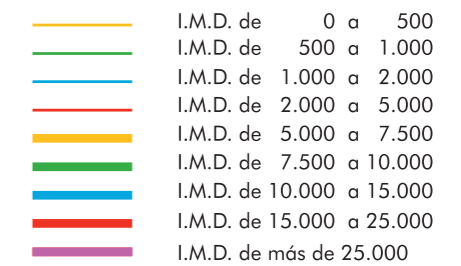 I.M.D. de 0 a 500
I.M.D. de 500 a 1.000
I.M.D. de 1.000 a 2.000
I.M.D. de 2.000 a 5.000
I.M.D. de 5.000 a 7.500
I.M.D. de 7.500 a 10.000
I.M.D. de 10.000 a 15.000
I.M.D. de 15.000 a 25.000
I.M.D. de más de 25.000